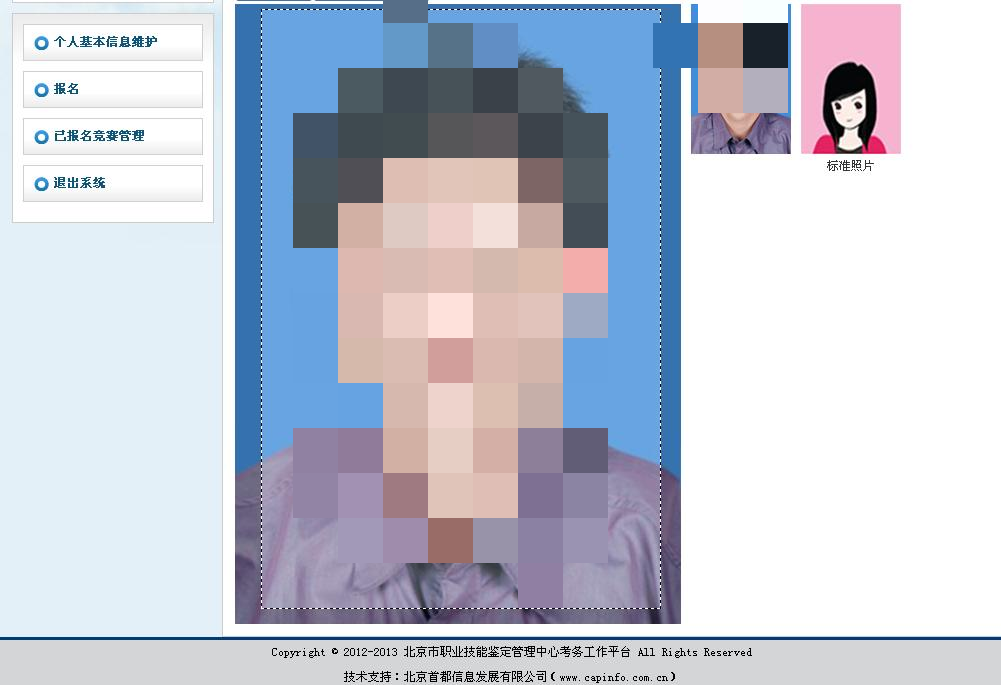 个人基本信息维护
报名
已报名竞赛管理
退出系统
标准照片
Copyright © 2012-2013 北京市职业技能鉴定管理中心考务工作平台 All Rights Reserved
技术支持：北京首都信息发展有限公司（www.capinfo.com.cn）